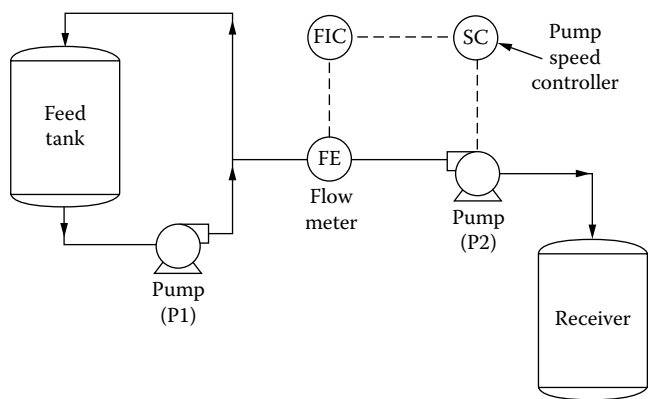 FIC
SC
Pump
speed
controller
Feed
tank
FE
Flow
meter
Pump
(P2)
Pump
(P1)
Receiver